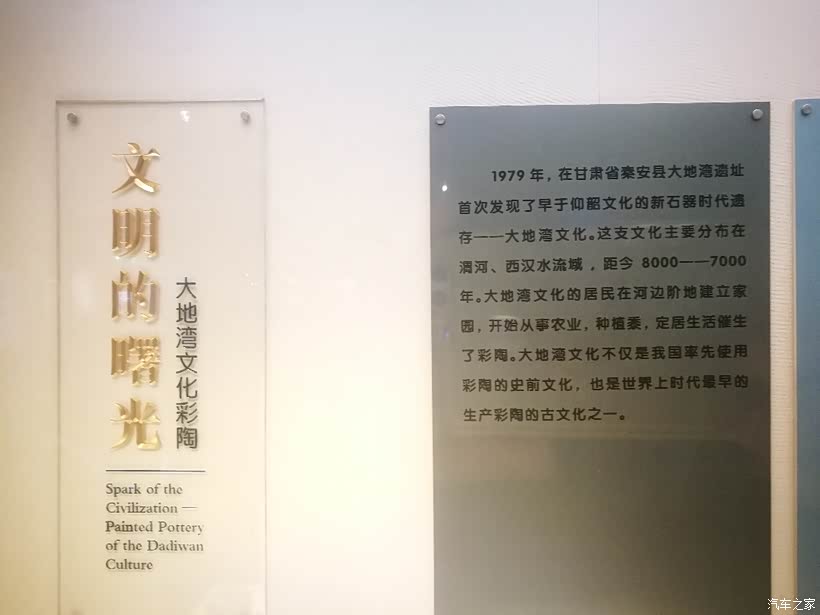 文明的曙光
大地湾文化彩陶
Spark of the
Civilization —
Painted Pottery
of the Dadiwan
Culture
1979 年，在甘肃省秦安县大地湾遗址
首次发现了早于仰韶文化的新石器时代遗
存——大地湾文化。这支文化主要分布在
渭河、西汉水流域，距今 8000——7000
年。大地湾文化的居民在河边阶地建立家
园，开始从事农业，种植黍，定居生活催生
了彩陶。大地湾文化不仅是我国率先使用
彩陶的史前文化，也是世界上时代最早的
生产彩陶的古文化之一。
汽车之家